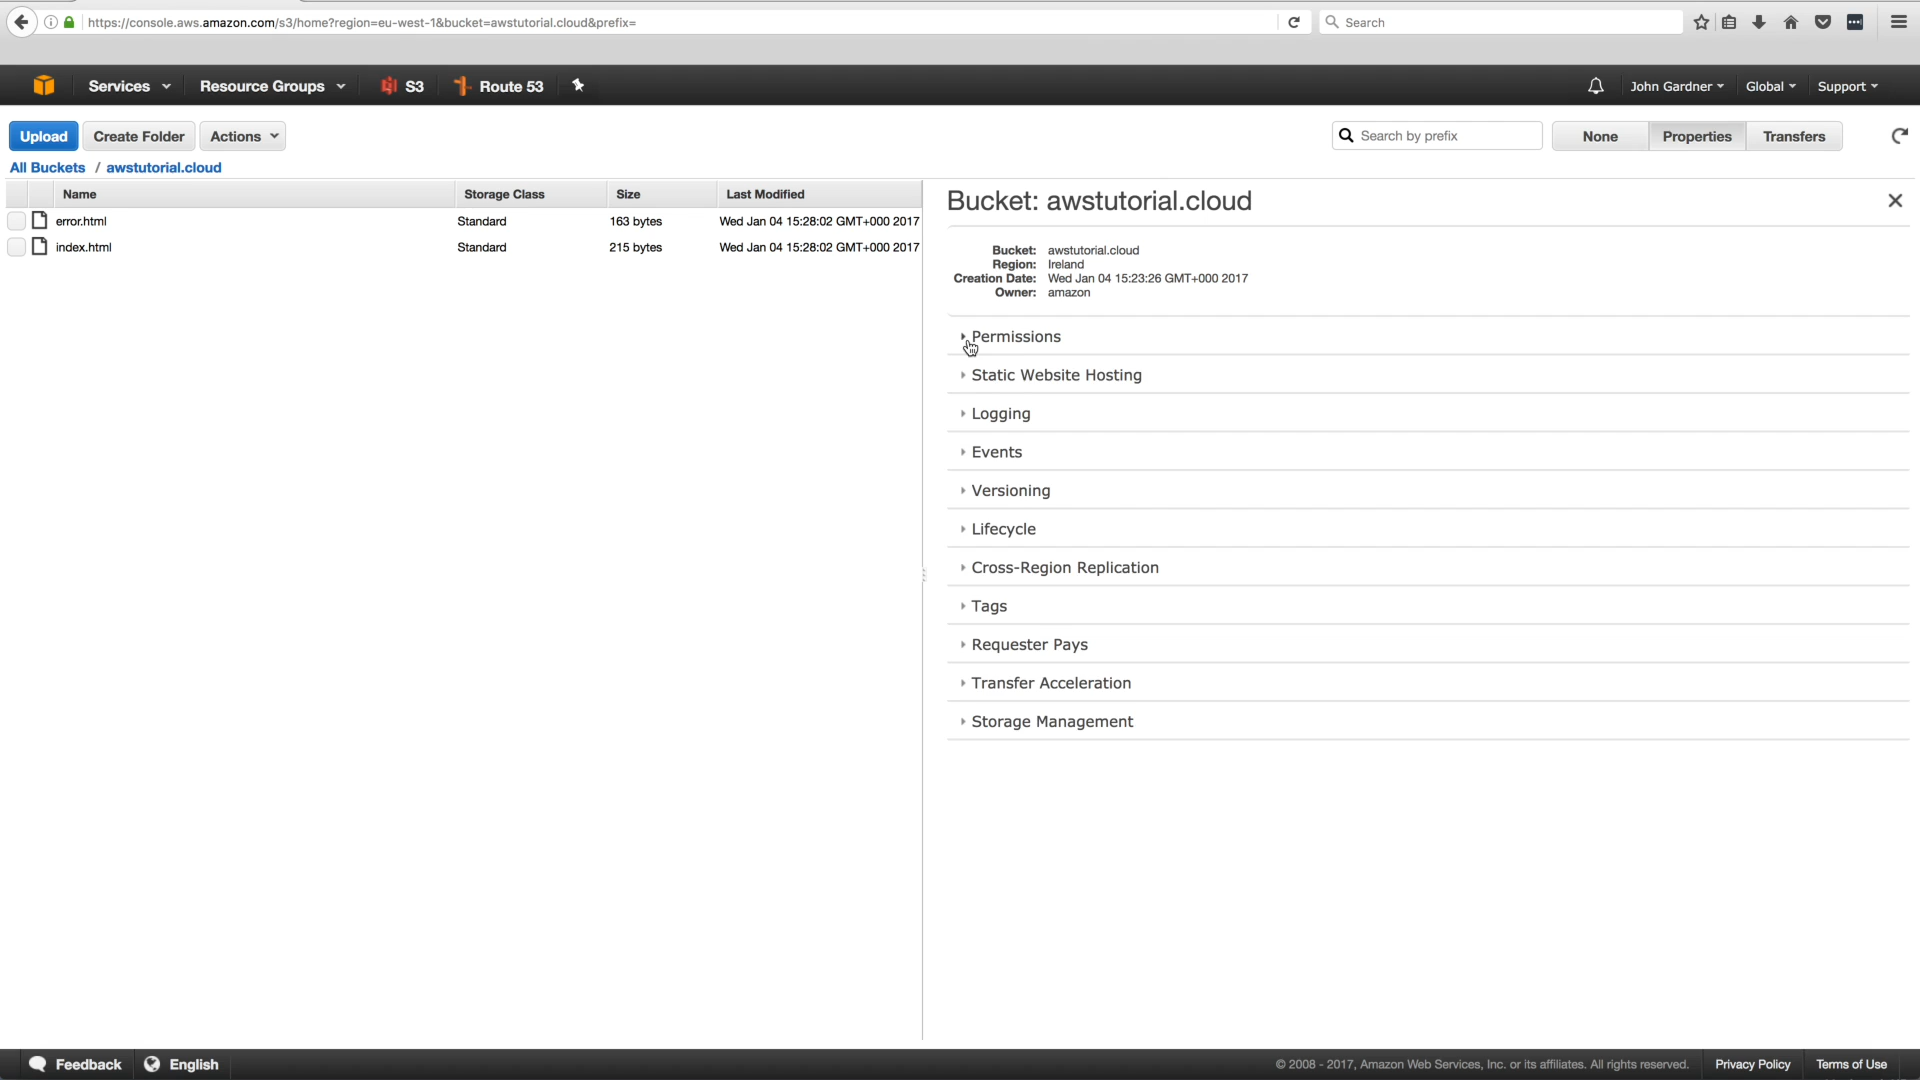 https://console.aws.amazon.com/s3/home?region=eu-west-1&bucket=awstutorial.cloud&prefix=
Search
Services
Resource Groups
S3
Route 53
John Gardner
Global
Support
Upload
Create Folder
Actions
Search by prefix
None
Properties
Transfers
All Buckets / awstutorial.cloud
Name Storage Class Size Last Modified
error.html Standard 163 bytes Wed Jan 04 15:28:02 GMT+000 2017
index.html Standard 215 bytes Wed Jan 04 15:28:02 GMT+000 2017
Bucket: awstutorial.cloud
Bucket: awstutorial.cloud
Region: Ireland
Creation Date: Wed Jan 04 15:23:26 GMT+000 2017
Owner: amazon
Permissions
Static Website Hosting
Logging
Events
Versioning
Lifecycle
Cross-Region Replication
Tags
Requester Pays
Transfer Acceleration
Storage Management
Feedback
English
© 2008 - 2017, Amazon Web Services, Inc. or its affiliates. All rights reserved.
Privacy Policy
Terms of Use